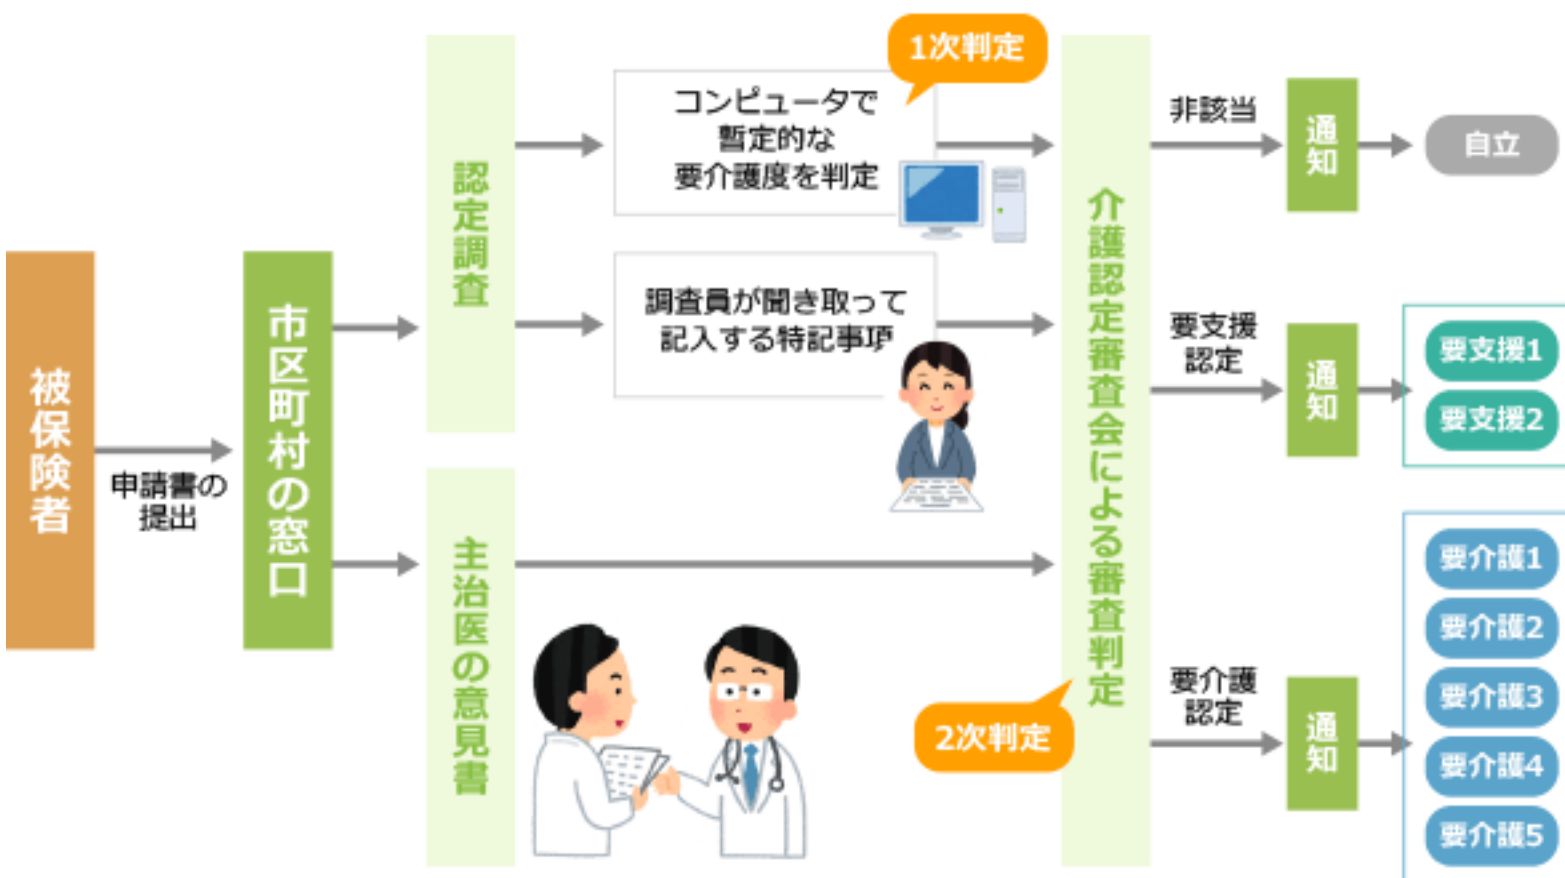 被保険者
申請書の
提出
市区町村の窓口
認定調査
主治医の意見書
1次判定
コンピュータで
暫定的な
要介護度を判定
調査員が聞き取って
記入する特記事項
介護認定審査会による審査判定
2次判定
非該当
通知
自立
要支援
認定
通知
要支援1
要支援2
要介護
認定
通知
要介護1
要介護2
要介護3
要介護4
要介護5